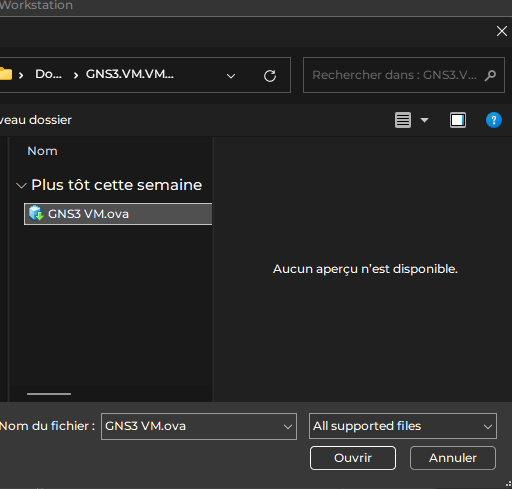 Workstation
Do... > GNS3.VM.VM...
Rechercher dans : GNS3.V...
veau dossier
Nom
Plus tôt cette semaine
GNS3 VM.ova
Aucun aperçu n'est disponible.
Nom du fichier : GNS3 VM.ova
All supported files
Ouvrir
Annuler